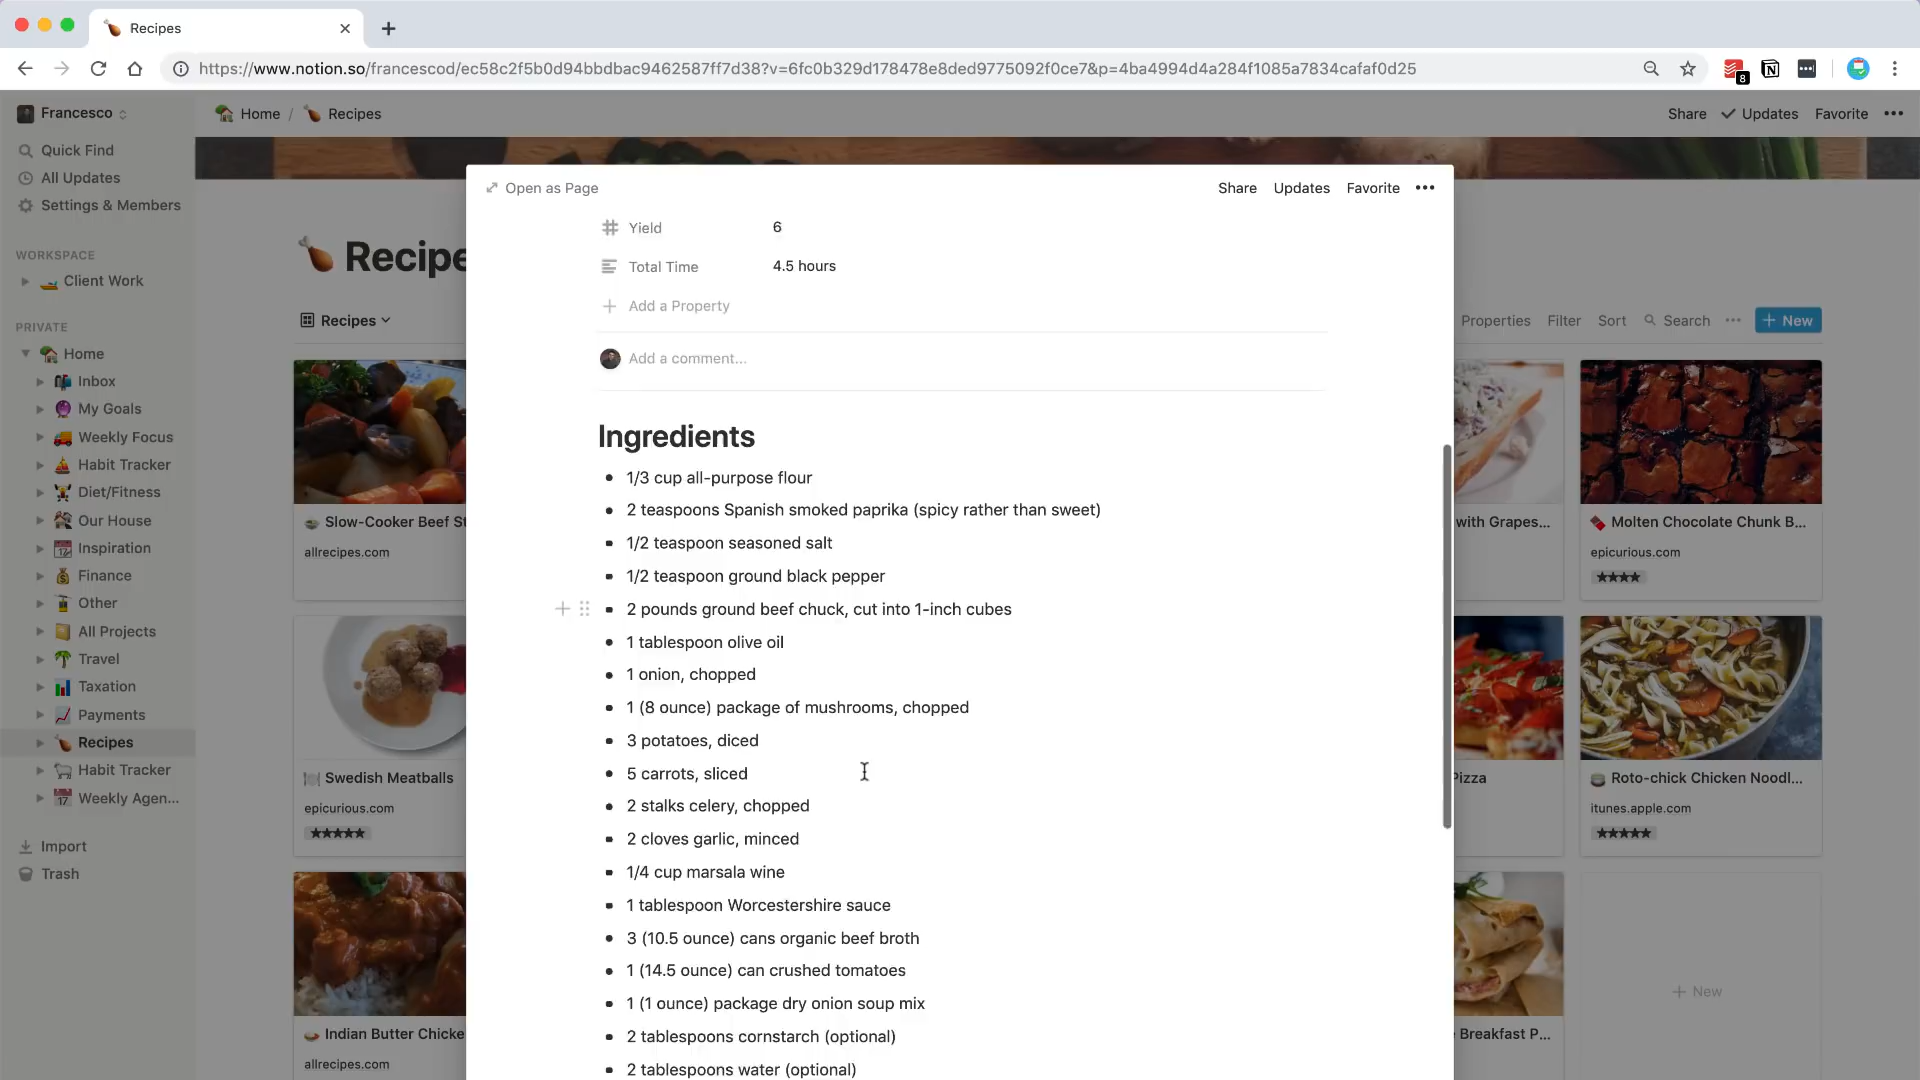 Recipes
https://www.notion.so/francescod/ec58c2f5b0d94bbdbac9462587ff7d38?v=6fc0b329d178478e8ded9775092f0ce7&p=4ba4994d4a284f1085a7834cafaf0d25
8
Francesco
Home / Recipes
Share Updates Favorite
Quick Find
All Updates
Settings & Members
WORKSPACE
Client Work
PRIVATE
Home
Inbox
My Goals
Weekly Focus
Habit Tracker
Diet/Fitness
Our House
Inspiration
Finance
Other
All Projects
Travel
Taxation
Payments
Recipes
Habit Tracker
Weekly Agen...
Import
Trash
Recipe
Recipes
Properties Filter Sort Search New
Slow-Cooker Beef St
allrecipes.com
Swedish Meatballs
epicurious.com
★★★★★
Indian Butter Chicke
allrecipes.com
Open as Page
Share Updates Favorite
Yield 6
Total Time 4.5 hours
Add a Property
Add a comment...
Ingredients
1/3 cup all-purpose flour
2 teaspoons Spanish smoked paprika (spicy rather than sweet)
1/2 teaspoon seasoned salt
1/2 teaspoon ground black pepper
2 pounds ground beef chuck, cut into 1-inch cubes
1 tablespoon olive oil
1 onion, chopped
1 (8 ounce) package of mushrooms, chopped
3 potatoes, diced
5 carrots, sliced
2 stalks celery, chopped
2 cloves garlic, minced
1/4 cup marsala wine
1 tablespoon Worcestershire sauce
3 (10.5 ounce) cans organic beef broth
1 (14.5 ounce) can crushed tomatoes
1 (1 ounce) package dry onion soup mix
2 tablespoons cornstarch (optional)
2 tablespoons water (optional)
with Grapes...
Molten Chocolate Chunk B...
epicurious.com
★★★★
Pizza
Roto-chick Chicken Noodl...
itunes.apple.com
★★★★★
Breakfast P...
New